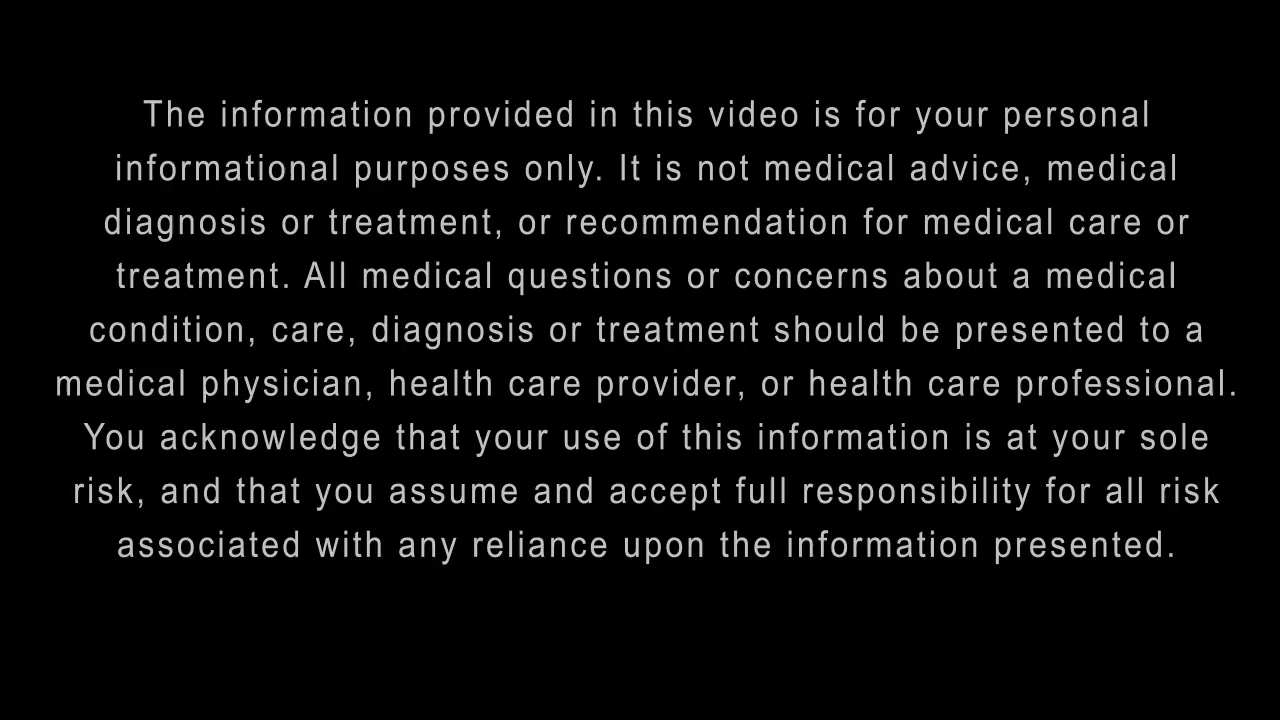 The information provided in this video is for your personal
informational purposes only. It is not medical advice, medical
diagnosis or treatment, or recommendation for medical care or
treatment. All medical questions or concerns about a medical
condition, care, diagnosis or treatment should be presented to a
medical physician, health care provider, or health care professional.
You acknowledge that your use of this information is at your sole
risk, and that you assume and accept full responsibility for all risk
associated with any reliance upon the information presented.